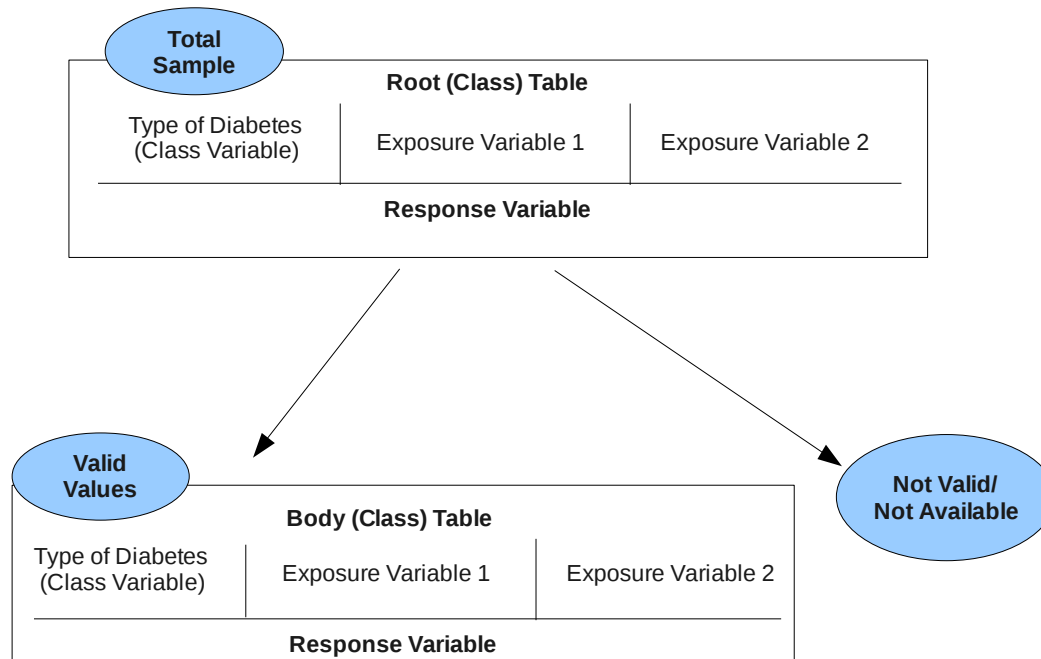 Total
Sample
Root (Class) Table
Type of Diabetes
(Class Variable)
Exposure Variable 1
Exposure Variable 2
Response Variable
Valid
Values
Not Valid/
Not Available
Body (Class) Table
Type of Diabetes
(Class Variable)
Exposure Variable 1
Exposure Variable 2
Response Variable